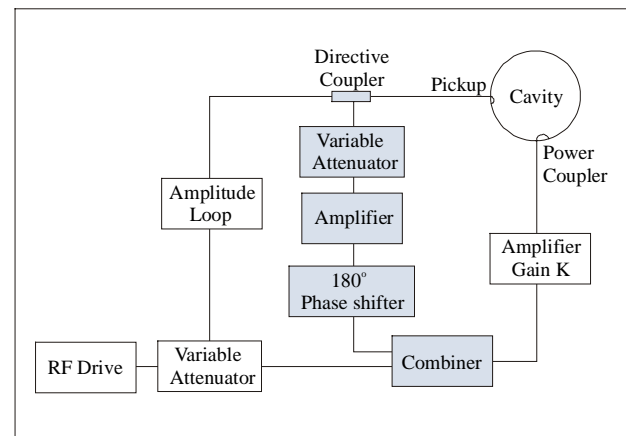 Directive
Coupler
Pickup
Cavity
Variable
Attenuator
Power
Coupler
Amplitude
Loop
Amplifier
Amplifier
Gain K
180°
Phase shifter
RF Drive
Variable
Attenuator
Combiner